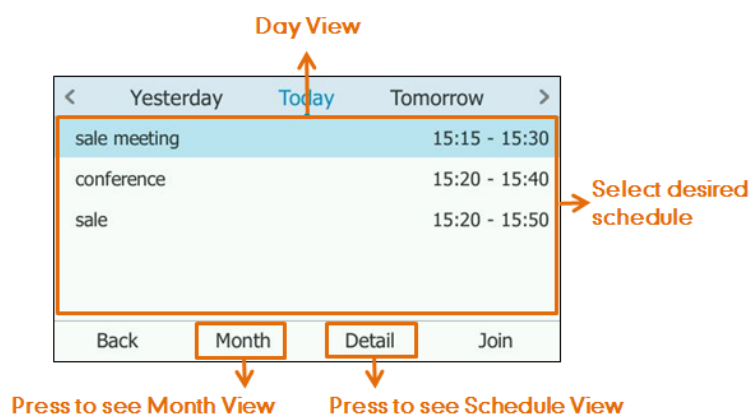 Day View
< Yesterday Today Tomorrow >
sale meeting 15:15 - 15:30
conference 15:20 - 15:40
sale 15:20 - 15:50
Select desired
schedule
Back Month Detail Join
Press to see Month View Press to see Schedule View